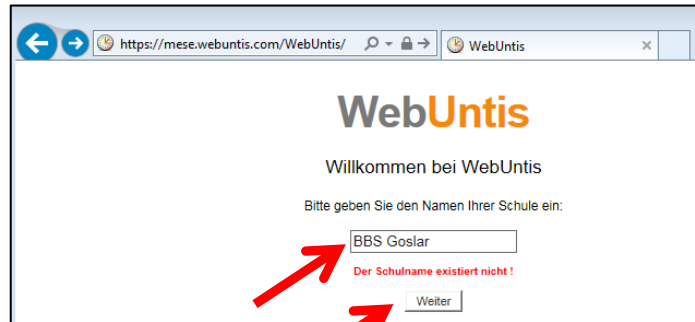 https://mese.webuntis.com/WebUntis/ WebUntis
WebUntis
Willkommen bei WebUntis
Bitte geben Sie den Namen Ihrer Schule ein:
BBS Goslar
Der Schulname existiert nicht !
Weiter